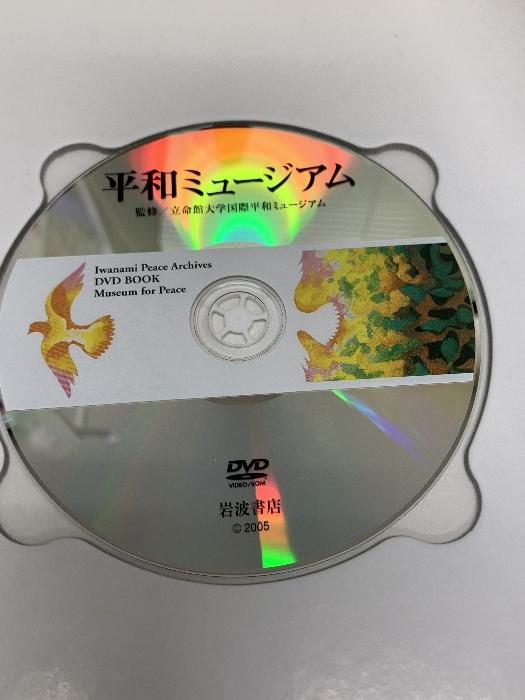 平和ミュージアム
監修／立命館大学国際平和ミュージアム
Iwanami Peace Archives
DVD BOOK
Museum for Peace
DVD
VIDEO/ROM
岩波書店
© 2005